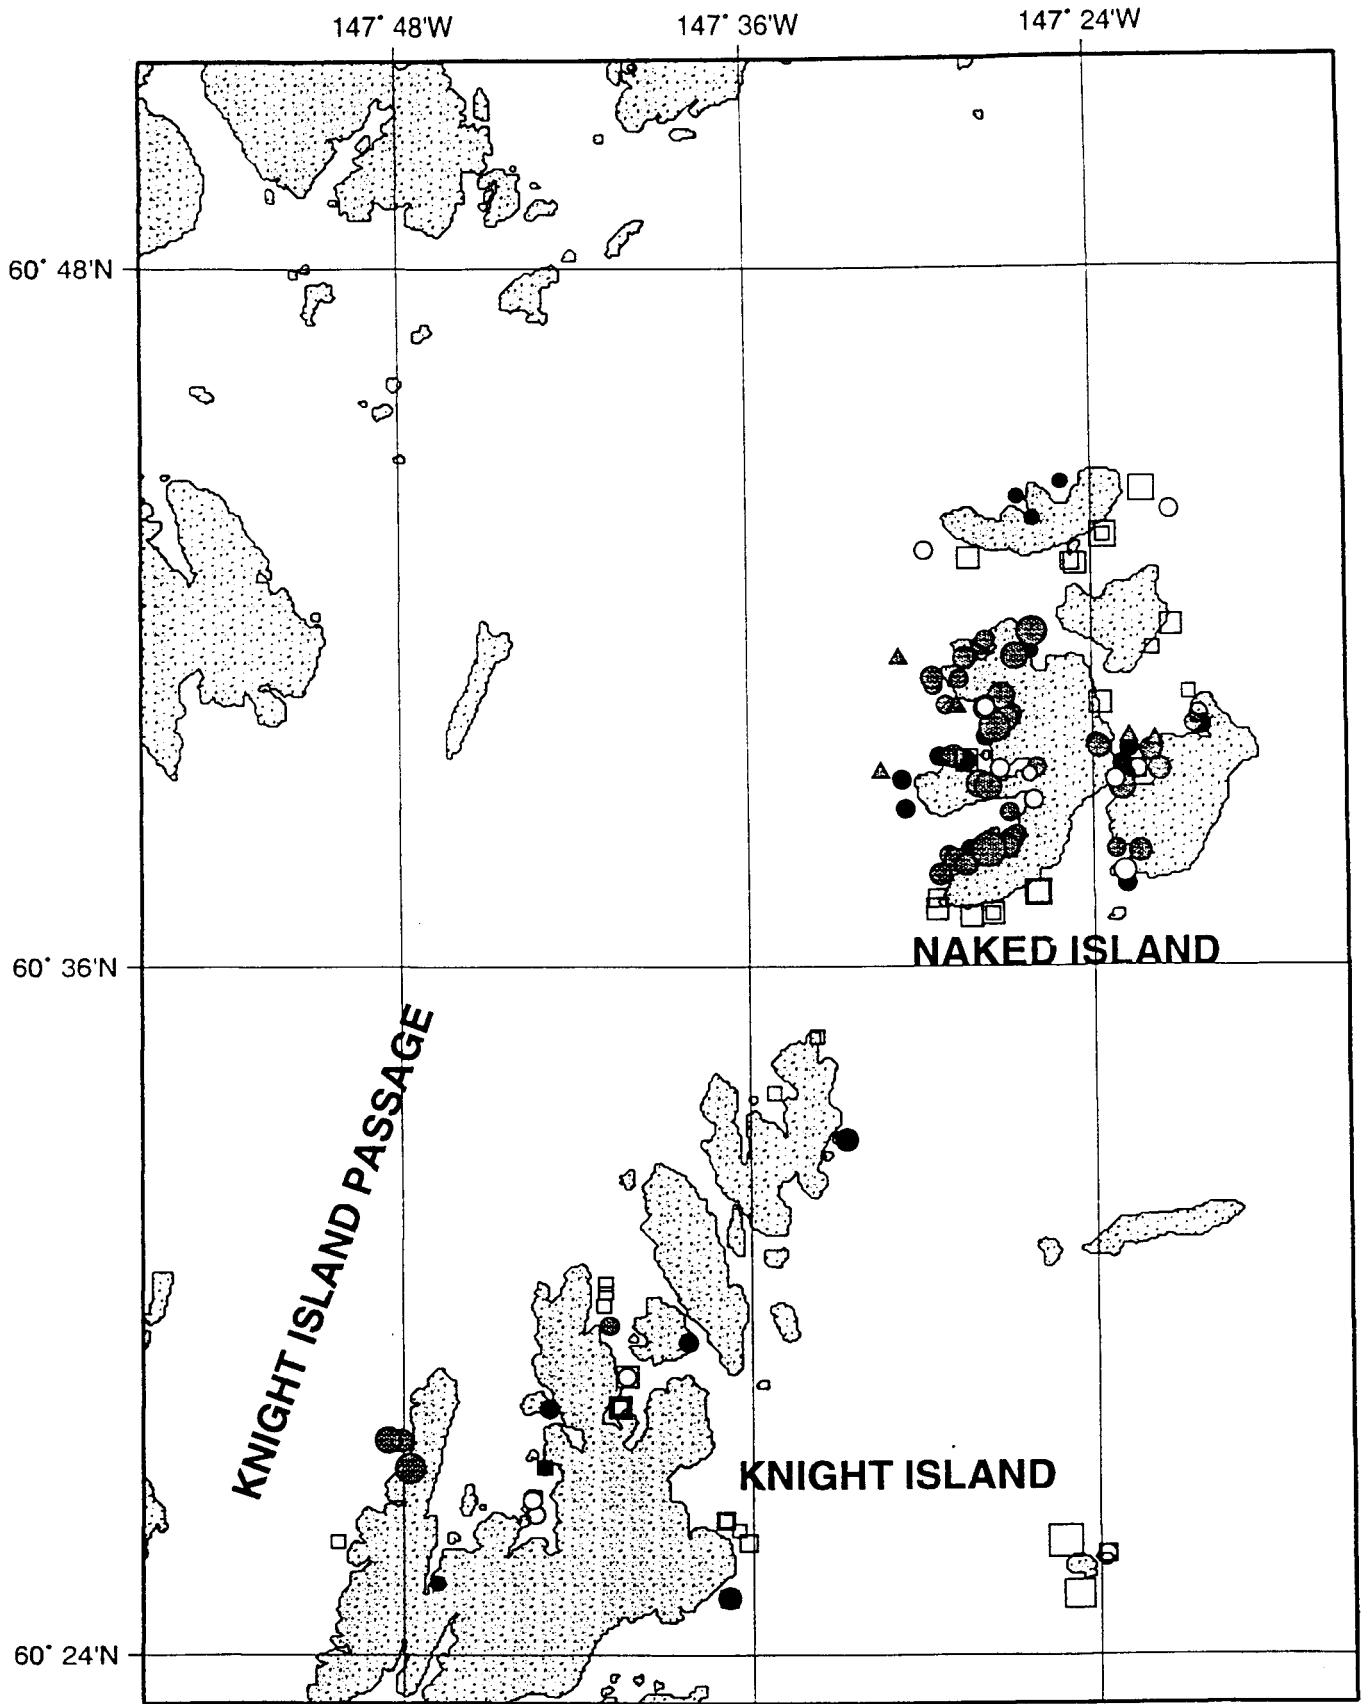 147° 48'W
147° 36'W
147° 24'W
60° 48'N
NAKED ISLAND
60° 36'N
KNIGHT ISLAND PASSAGE
KNIGHT ISLAND
60° 24'N